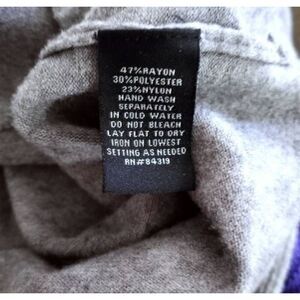 47%RAYON
30%POLYESTER
23%NYLON
HAND WASH
SEPARATELY
IN COLD WATER
DO NOT BLEACH
LAY FLAT TO DRY
IRON ON LOWEST
SETTING AS NEEDED
RN#84319